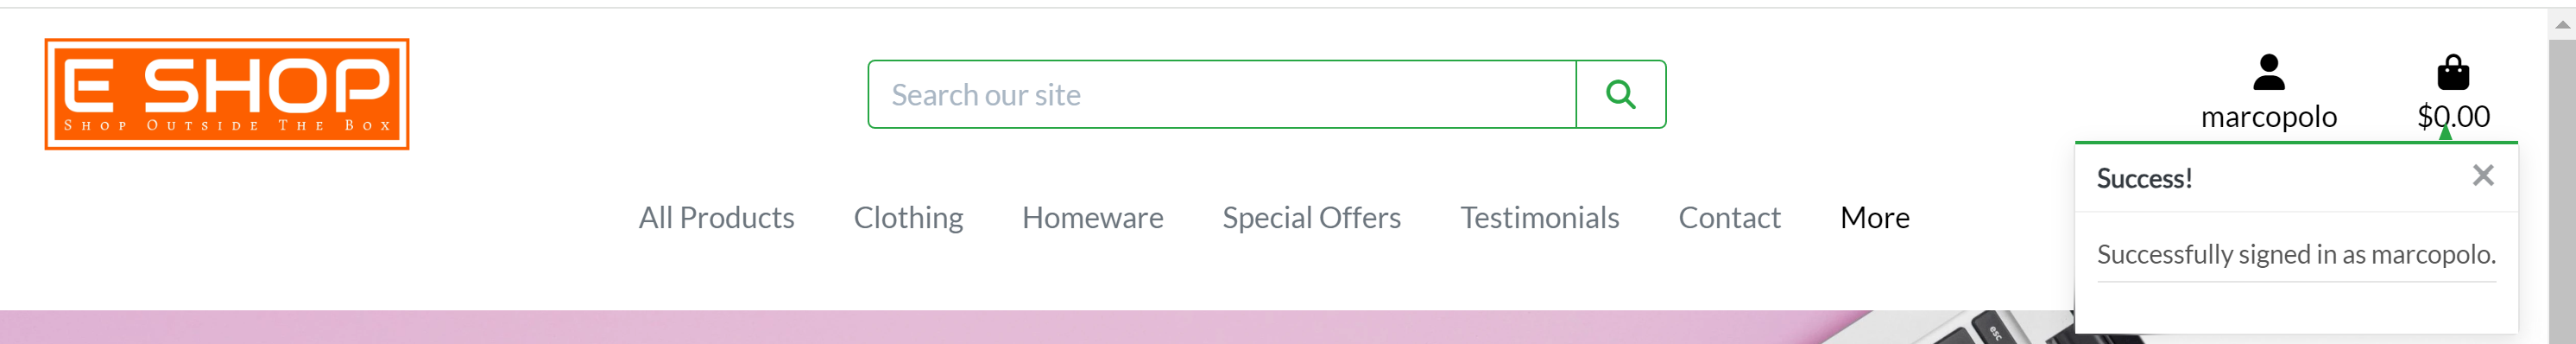 E SHOP
Shop Outside The Box
Search our site
marcopolo
$0.00
All Products Clothing Homeware Special Offers Testimonials Contact More
Success! ×
Successfully signed in as marcopolo.
esc